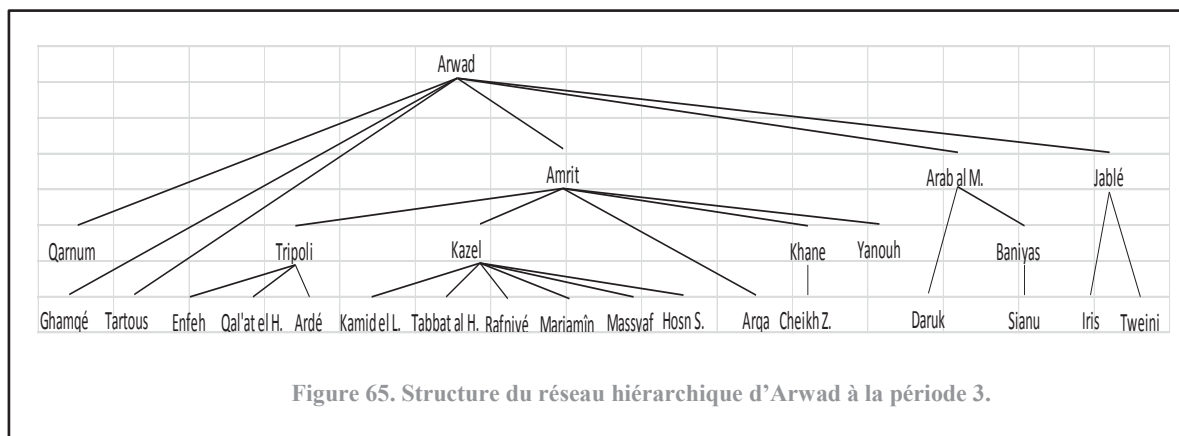 Arwad
Amrit Arab al M. Jablé
Qarnum Tripoli Kazel Khane Yanouh Baniyas
Ghamqé Tartous Enfeh Qal'at el H. Ardé Kamid el L. Tabbat al H. Rafnivé Mariamîn Massyaf Hosn S. Arqa Cheikh Z. Daruk Sianu Iris Tweini
Figure 65. Structure du réseau hiérarchique d’Arwad à la période 3.